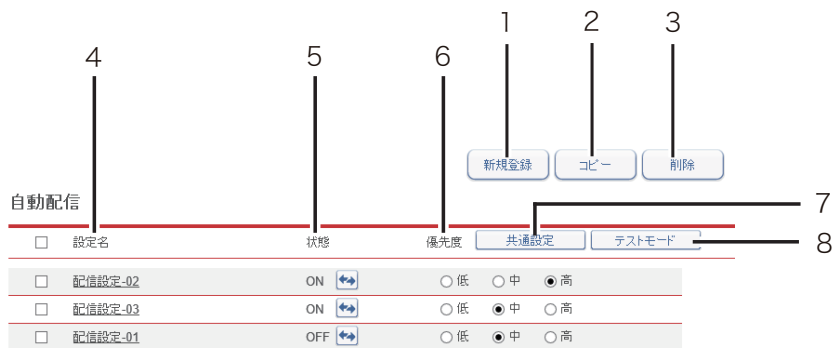 1 2 3
4 5 6
新規登録 コピー 削除
自動配信
7
設定名 状態 優先度 共通設定 テストモード 8
配信設定-02 ON 低 中 高
配信設定-03 ON 低 中 高
配信設定-01 OFF 低 中 高